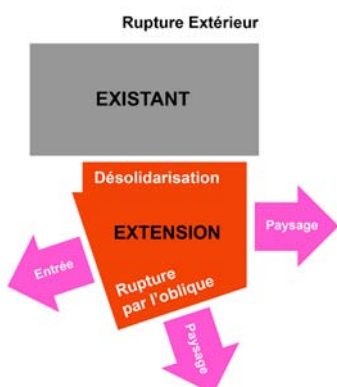 Rupture Extérieur
EXISTANT
Désolidarisation
EXTENSION
Paysage
Entrée
Rupture
par l'oblique
Paysage